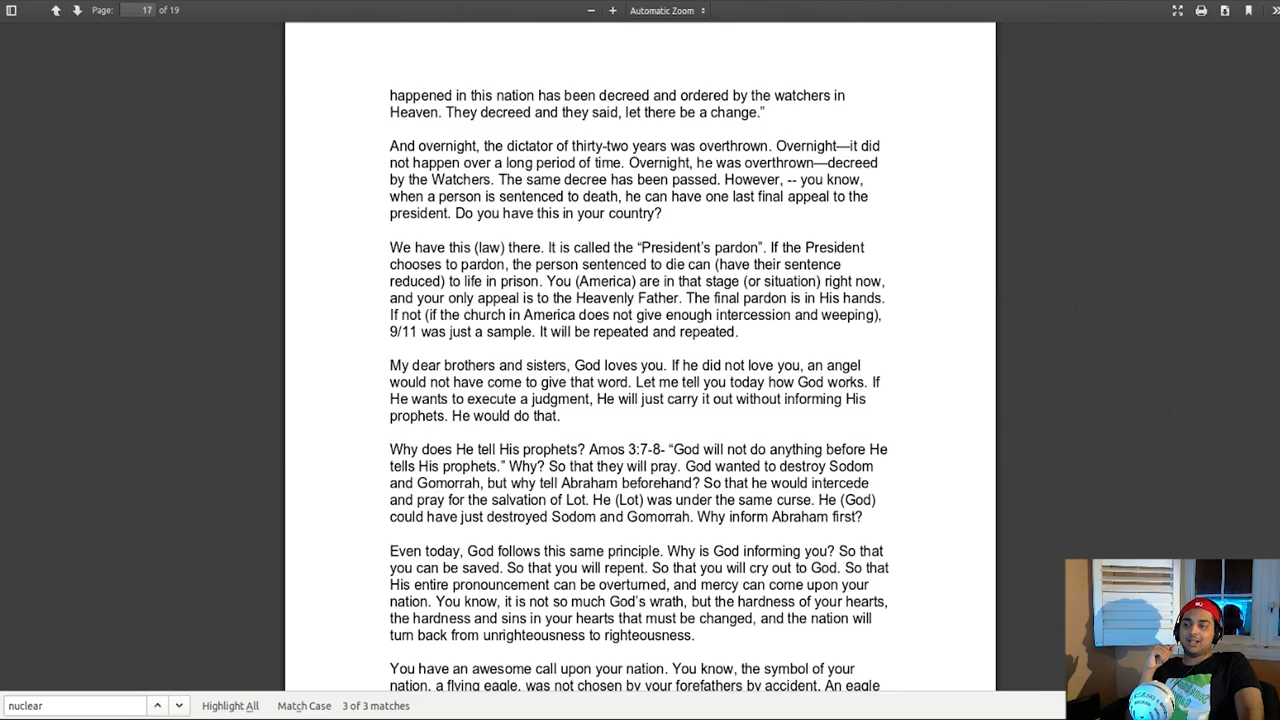 Page:
17
of 19
Automatic Zoom
happened in this nation has been decreed and ordered by the watchers in
Heaven. They decreed and they said, let there be a change.”
And overnight, the dictator of thirty-two years was overthrown. Overnight—it did
not happen over a long period of time. Overnight, he was overthrown—decreed
by the Watchers. The same decree has been passed. However, -- you know,
when a person is sentenced to death, he can have one last final appeal to the
president. Do you have this in your country?
We have this (law) there. It is called the “President’s pardon”. If the President
chooses to pardon, the person sentenced to die can (have their sentence
reduced) to life in prison. You (America) are in that stage (or situation) right now,
and your only appeal is to the Heavenly Father. The final pardon is in His hands.
If not (if the church in America does not give enough intercession and weeping),
9/11 was just a sample. It will be repeated and repeated.
My dear brothers and sisters, God loves you. If he did not love you, an angel
would not have come to give that word. Let me tell you today how God works. If
He wants to execute a judgment, He will just carry it out without informing His
prophets. He would do that.
Why does He tell His prophets? Amos 3:7-8- “God will not do anything before He
tells His prophets.” Why? So that they will pray. God wanted to destroy Sodom
and Gomorrah, but why tell Abraham beforehand? So that he would intercede
and pray for the salvation of Lot. He (Lot) was under the same curse. He (God)
could have just destroyed Sodom and Gomorrah. Why inform Abraham first?
Even today, God follows this same principle. Why is God informing you? So that
you can be saved. So that you will repent. So that you will cry out to God. So that
His entire pronouncement can be overturned, and mercy can come upon your
nation. You know, it is not so much God’s wrath, but the hardness of your hearts,
the hardness and sins in your hearts that must be changed, and the nation will
turn back from unrighteousness to righteousness.
You have an awesome call upon your nation. You know, the symbol of your
nation, a flying eagle, was not chosen by your forefathers by accident. An eagle
nuclear
Highlight All
Match Case
3 of 3 matches